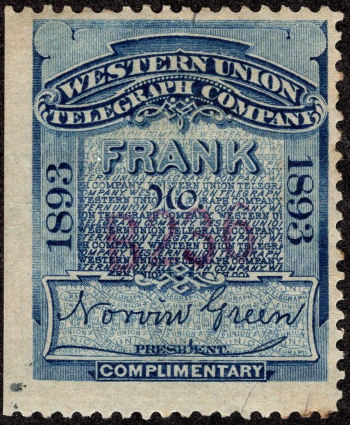 WESTERN UNION
TELEGRAPH COMPANY
FRANK
No
1893
1893
Norvin Green
PRESIDENT
COMPLIMENTARY